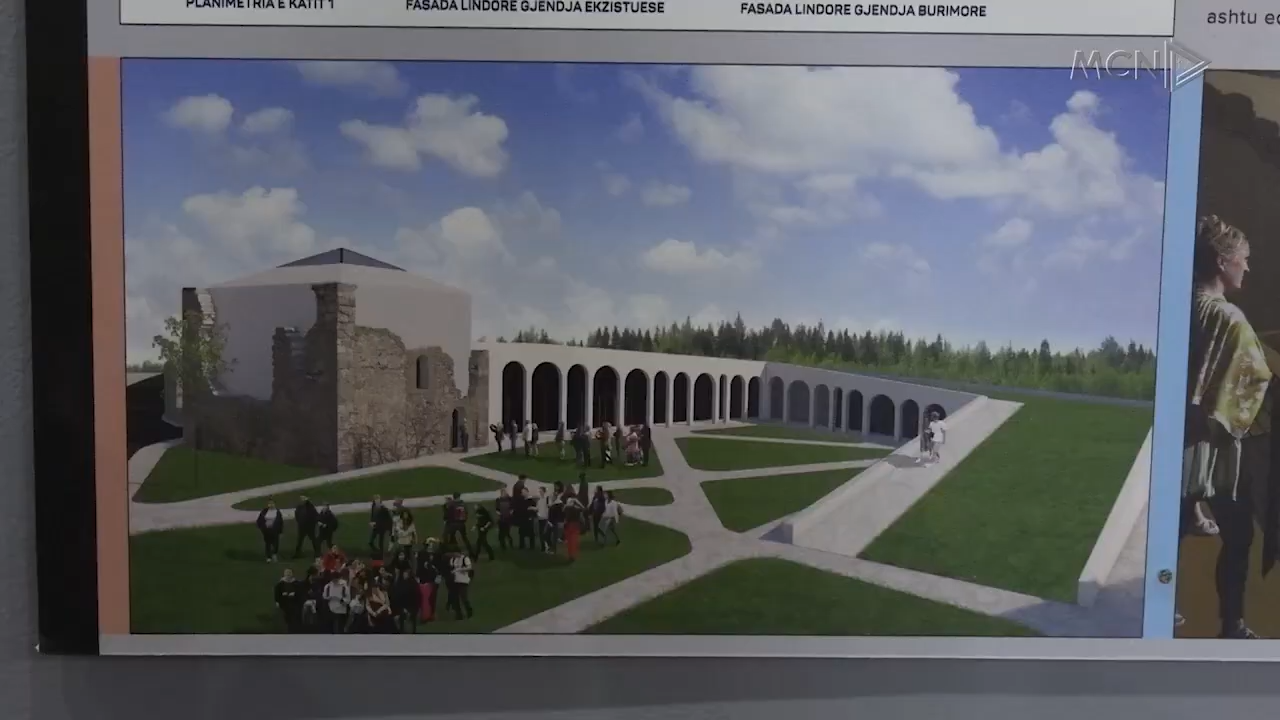 PLANIMETRIA E KATIT 1
FASADA LINDORE GJENDJA EKZISTUESE
FASADA LINDORE GJENDJA BURIMORE
ashtu
MCN